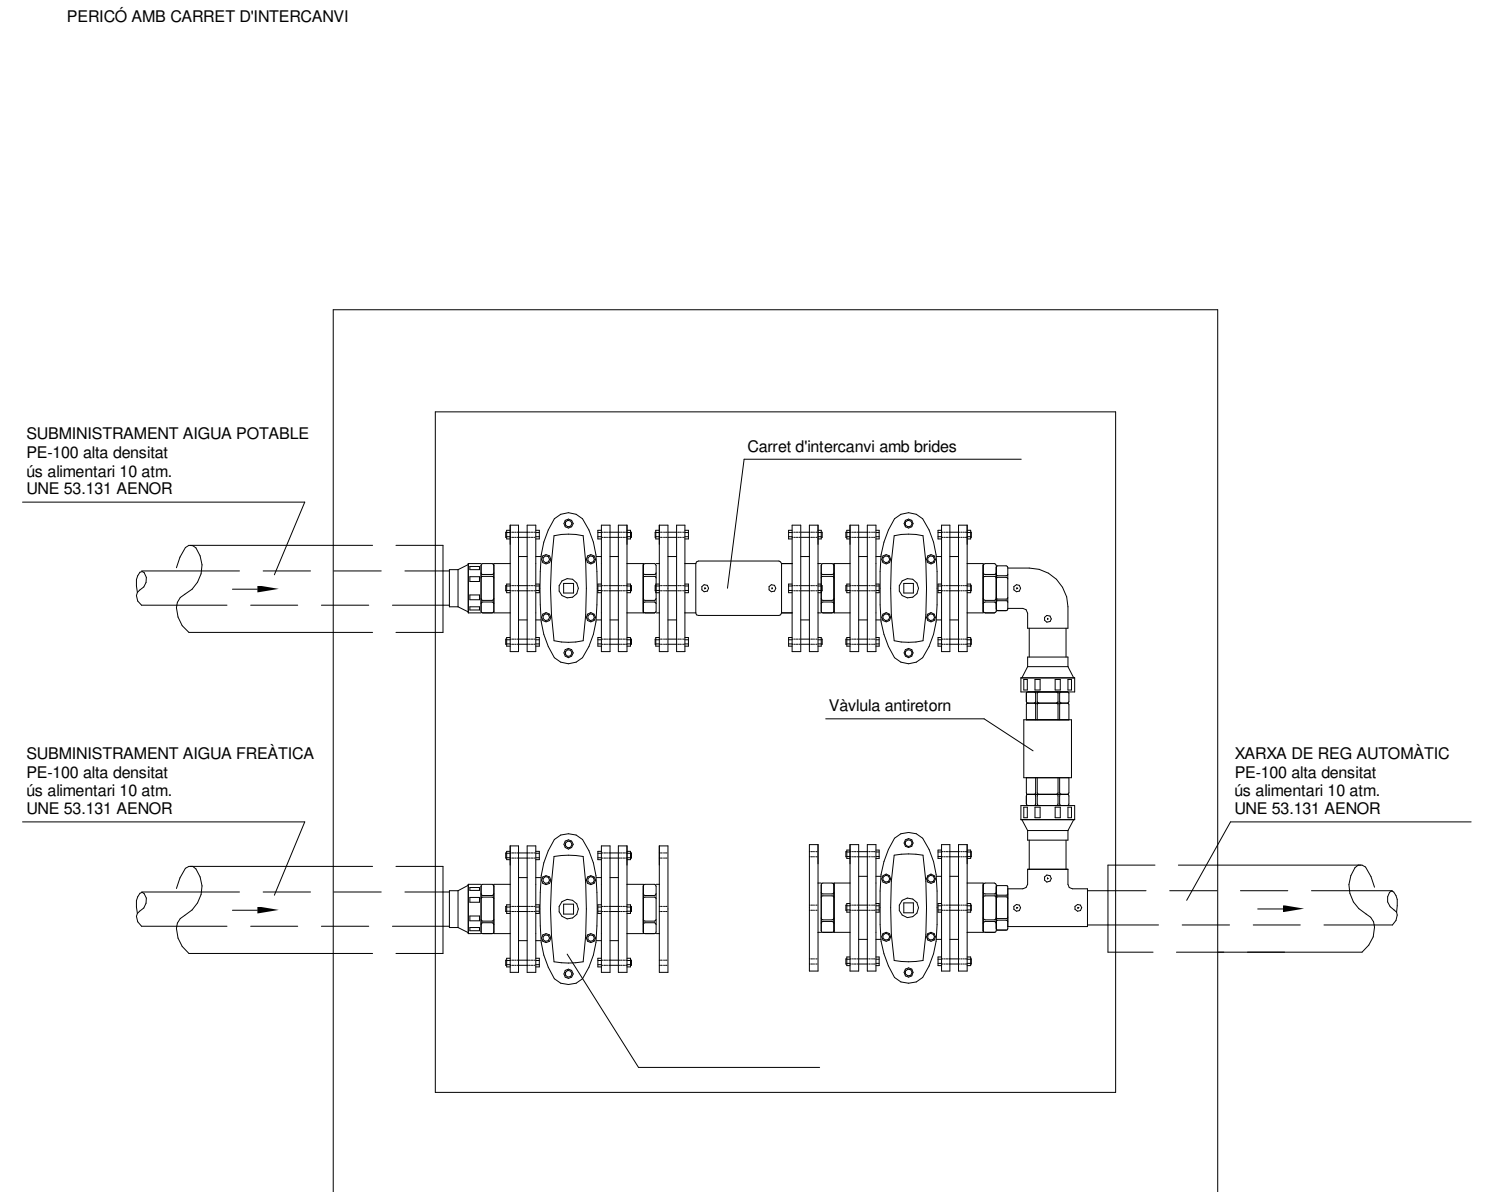 PERICÓ AMB CARRET D'INTERCANVI
SUBMINISTRAMENT AIGUA POTABLE
PE-100 alta densitat
ús alimentari 10 atm.
UNE 53.131 AENOR
Carret d'intercanvi amb brides
Vàvlula antiretorn
SUBMINISTRAMENT AIGUA FREÀTICA
PE-100 alta densitat
ús alimentari 10 atm.
UNE 53.131 AENOR
XARXA DE REG AUTOMÀTIC
PE-100 alta densitat
ús alimentari 10 atm.
UNE 53.131 AENOR